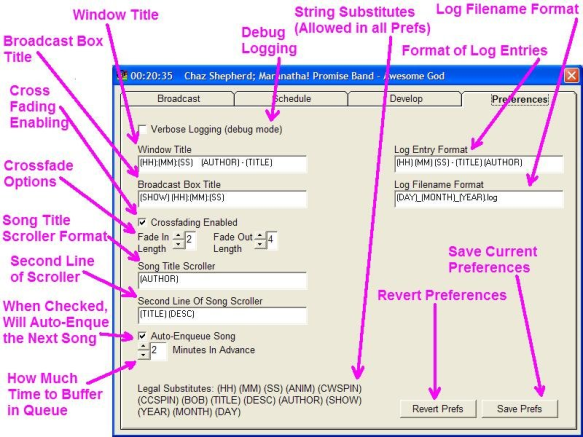 Window Title
String Substitutes
(Allowed in all Prefs)
Log Filename Format
Debug
Logging
Broadcast Box
Title
Format of Log Entries
00:20:35 Chaz Shepherd; Maranatha! Promise Band - Awesome God
Cross
Fading
Enabling
Broadcast
Schedule
Develop
Preferences
Verbose Logging (debug mode)
Window Title
(HH):(MM):(SS) (AUTHOR) - (TITLE)
Log Entry Format
(HH):(MM):(SS) - (TITLE) (AUTHOR)
Crossfade
Options
Broadcast Box Title
(SHOW) (HH):(MM):(SS)
Log Filename Format
(DAY)_(MONTH)_(YEAR).log
Song Title
Scroller Format
Crossfading Enabled
Fade In
Length
2
Fade Out
Length
4
Second Line
of Scroller
Song Title Scroller
(AUTHOR)
Save Current
Preferences
Second Line Of Song Scroller
(TITLE) (DESC)
Revert Preferences
When Checked,
Will Auto-Enque
the Next Song
Auto-Enqueue Song
2 Minutes In Advance
How Much
Time to Buffer
in Queue
Legal Substitutes: (HH) (MM) (SS) (ANIM) (CWSPIN)
(CCSPIN) (BOB) (TITLE) (DESC) (AUTHOR) (SHOW)
(YEAR) (MONTH) (DAY)
Revert Prefs
Save Prefs